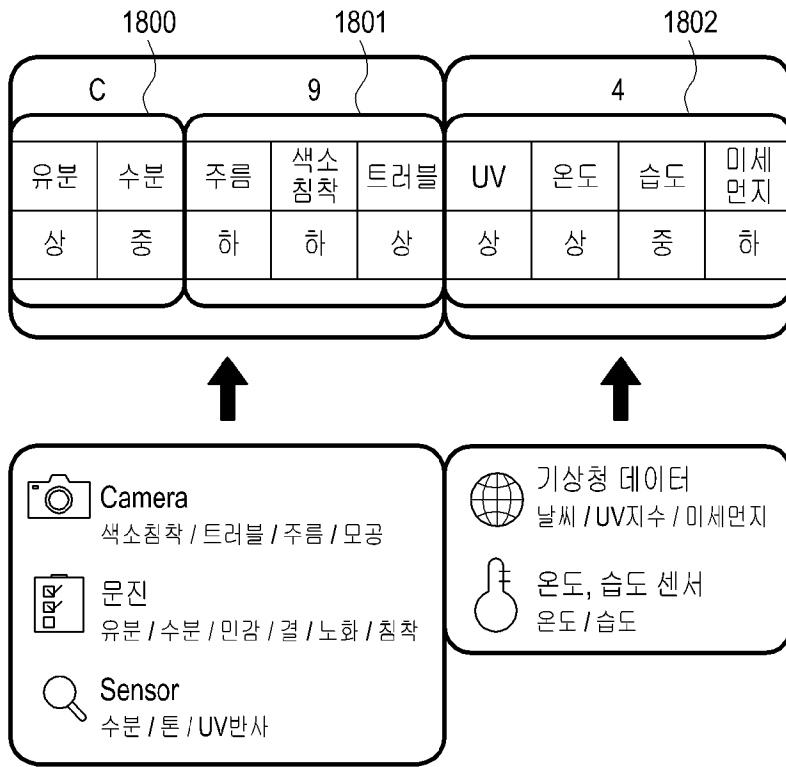 1800 1801 1802
C 9 4
유분 수분 주름 색소 침착 트러블 UV 온도 습도 미세 먼지
상 중 하 하 상 상 상 중 하
Camera
색소침착 / 트러블 / 주름 / 모공
문진
유분 / 수분 / 민감 / 결 / 노화 / 침착
Sensor
수분 / 톤 / UV반사
기상청 데이터
날씨 / UV지수 / 미세먼지
온도, 습도 센서
온도 / 습도